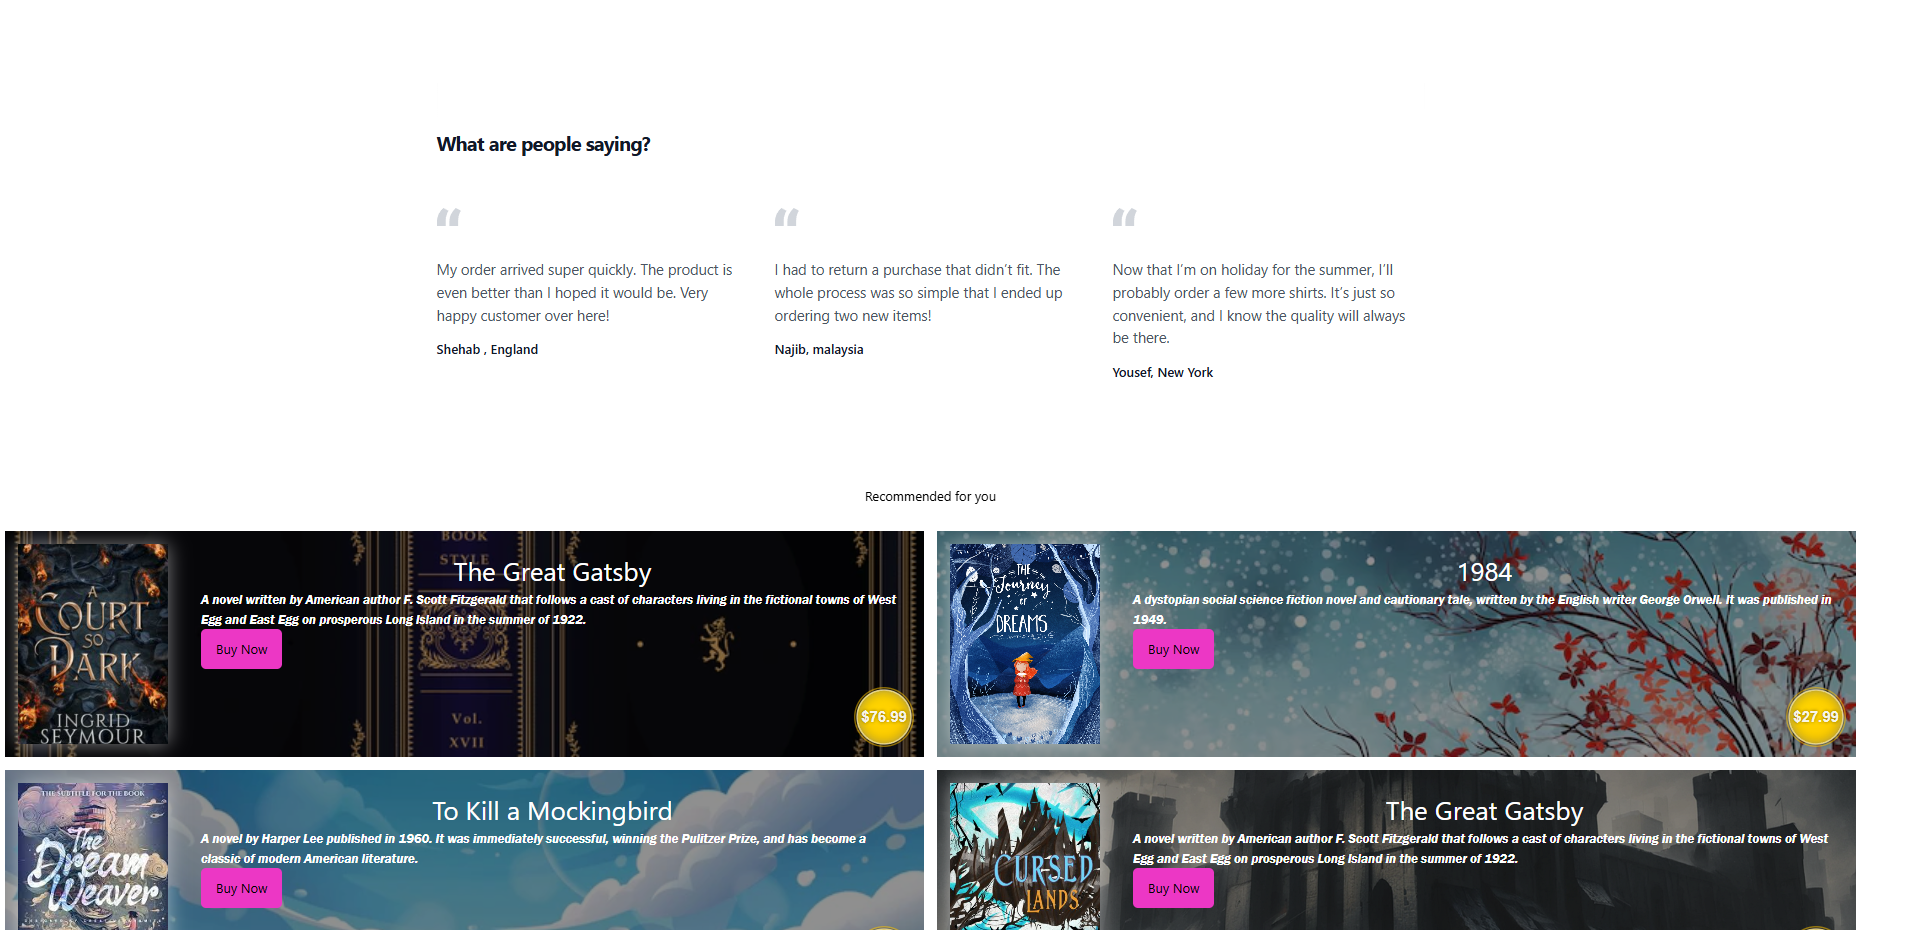 What are people saying?
My order arrived super quickly. The product is
even better than I hoped it would be. Very
happy customer over here!
Shehab , England
I had to return a purchase that didn’t fit. The
whole process was so simple that I ended up
ordering two new items!
Najib, malaysia
Now that I’m on holiday for the summer, I’ll
probably order a few more shirts. It’s just so
convenient, and I know the quality will always
be there.
Yousef, New York
Recommended for you
A
COURT
SO
DARK
INGRID
SEYMOUR
BOOK
STYLE
The Great Gatsby
A novel written by American author F. Scott Fitzgerald that follows a cast of characters living in the fictional towns of West
Egg and East Egg on prosperous Long Island in the summer of 1922.
Buy Now
Vol.
XVII
$76.99
THE
Journey
OF
DREAMS
1984
A dystopian social science fiction novel and cautionary tale, written by the English writer George Orwell. It was published in
1949.
Buy Now
$27.99
THE SUBTITLE FOR THE BOOK
The
Dream
Weaver
To Kill a Mockingbird
A novel by Harper Lee published in 1960. It was immediately successful, winning the Pulitzer Prize, and has become a
classic of modern American literature.
Buy Now
CURSED
LANDS
The Great Gatsby
A novel written by American author F. Scott Fitzgerald that follows a cast of characters living in the fictional towns of West
Egg and East Egg on prosperous Long Island in the summer of 1922.
Buy Now